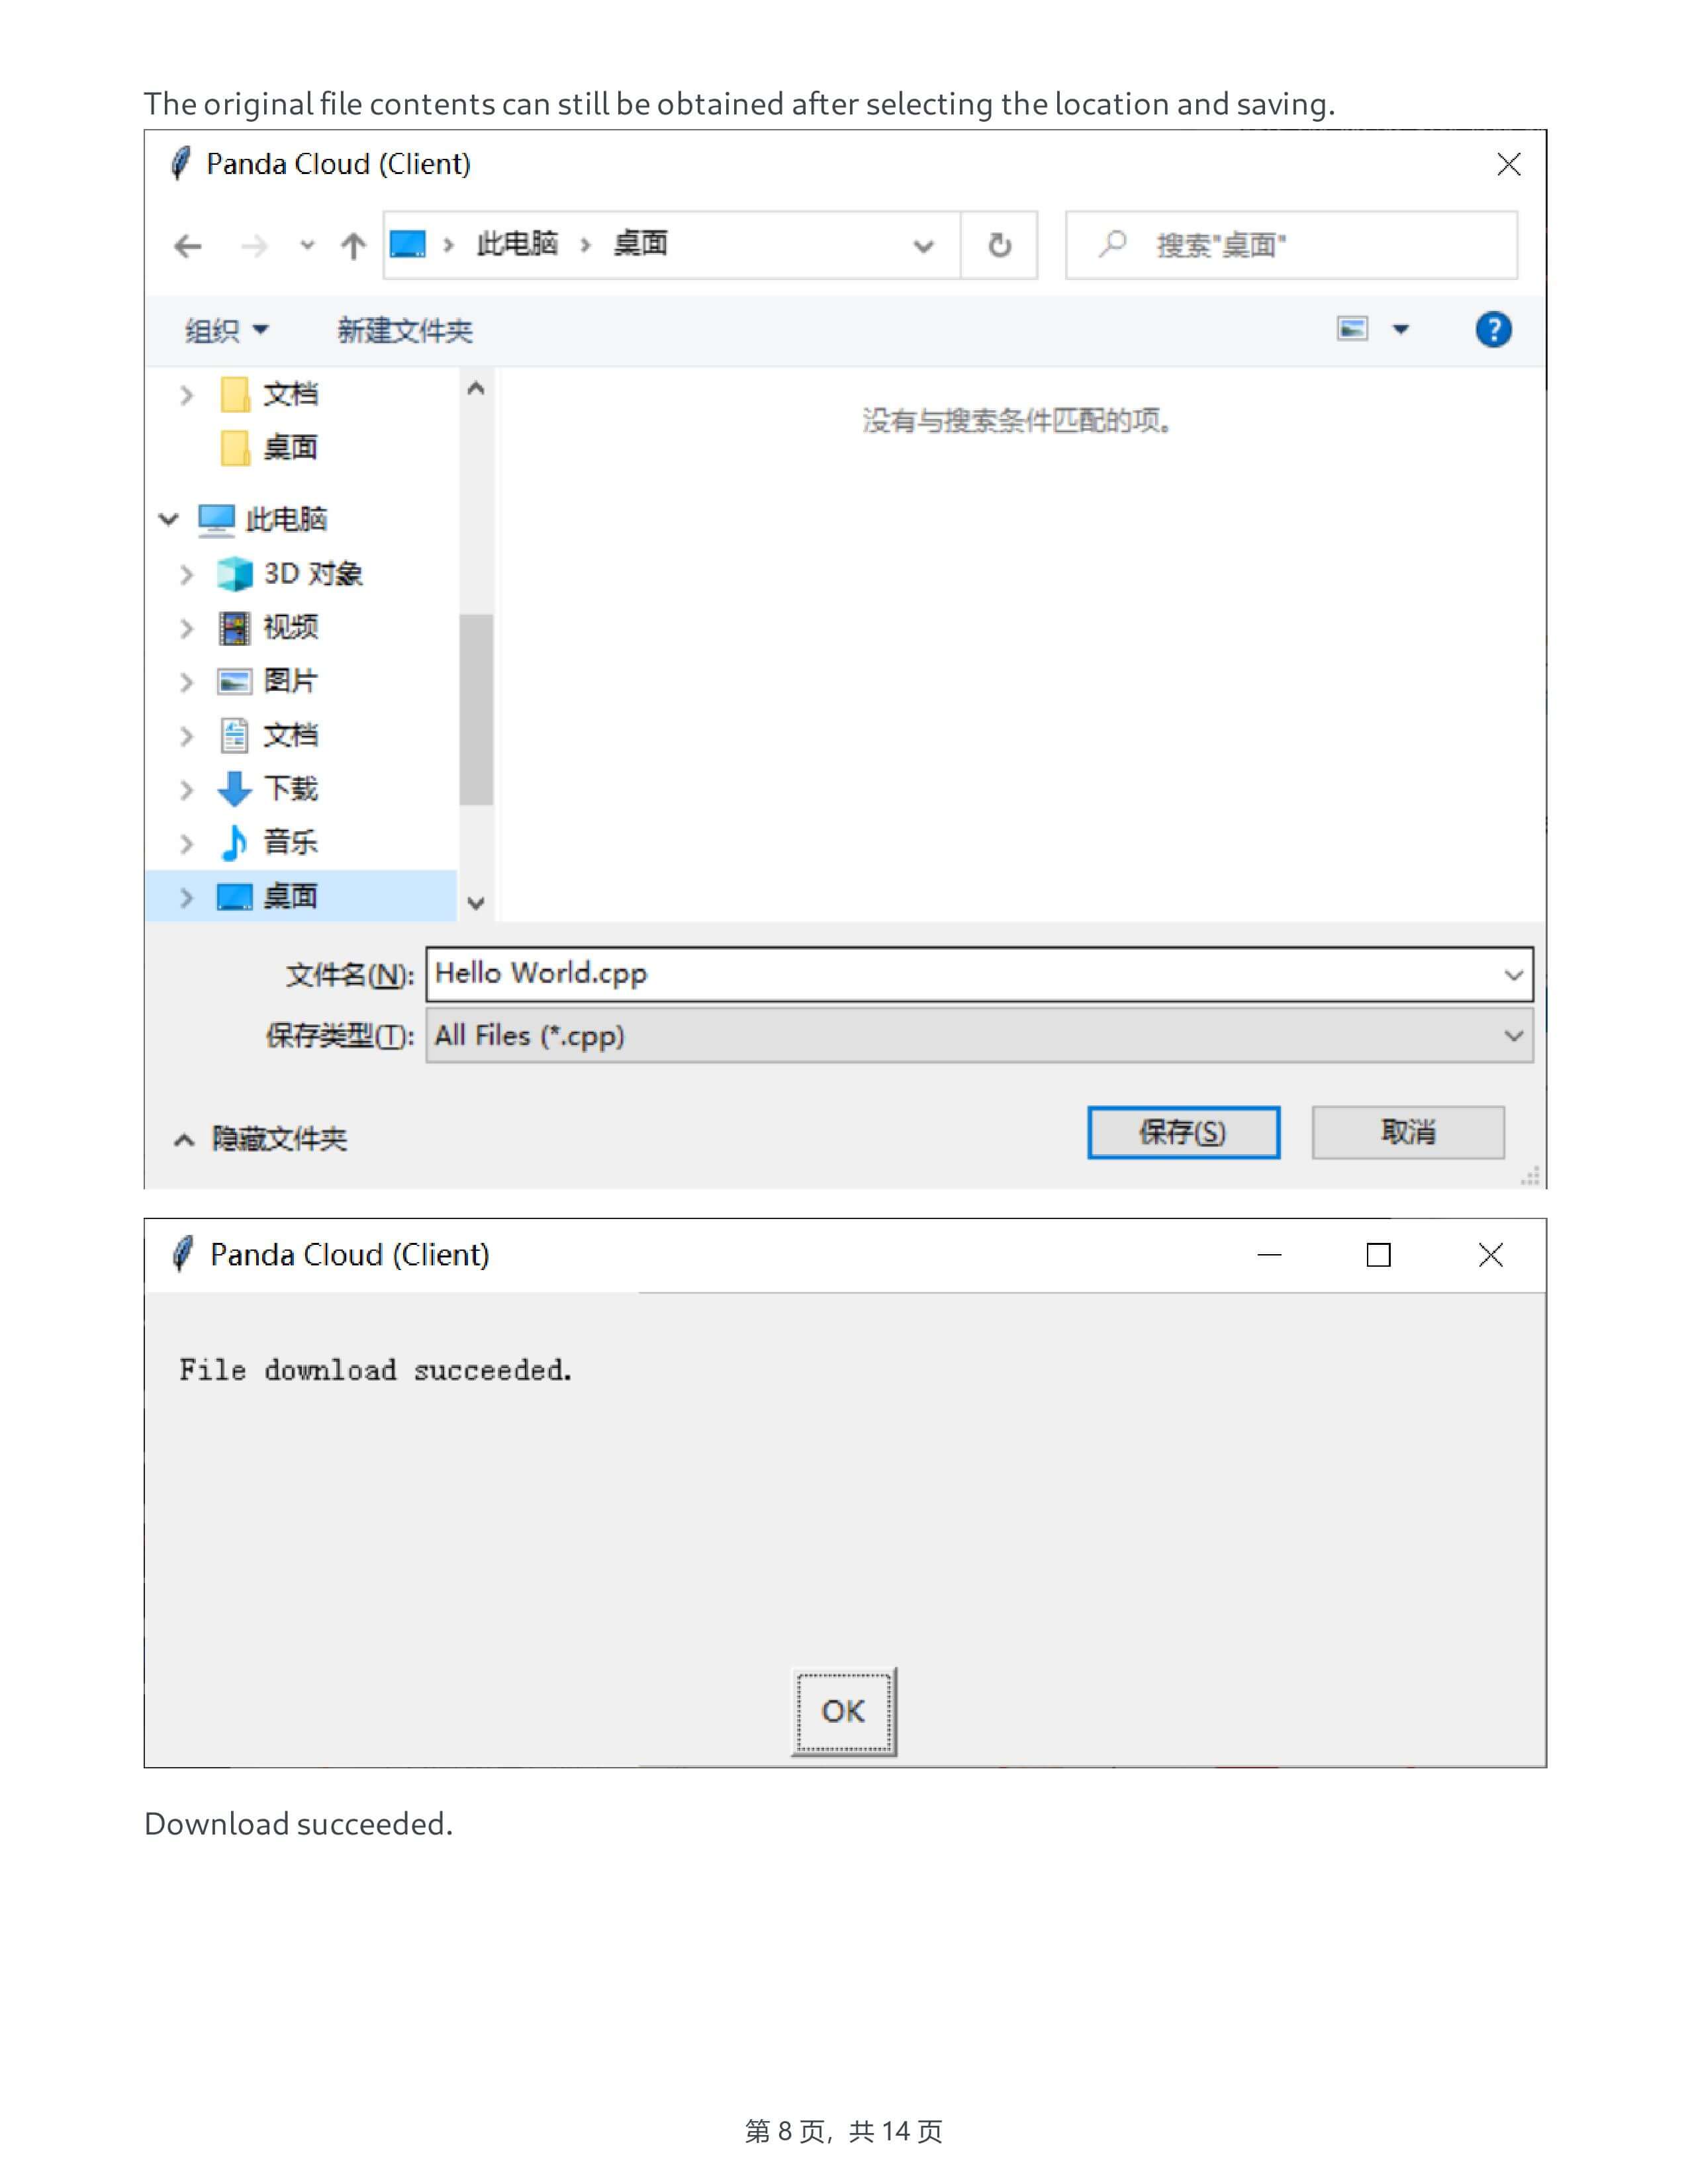 The original file contents can still be obtained after selecting the location and saving.
Panda Cloud (Client)
此电脑 > 桌面
搜索"桌面"
组织
新建文件夹
文档
桌面
没有与搜索条件匹配的项。
此电脑
3D 对象
视频
图片
文档
下载
音乐
桌面
文件名(N): Hello World.cpp
保存类型(T): All Files (*.cpp)
隐藏文件夹
保存(S)
取消
Panda Cloud (Client)
File download succeeded.
OK
Download succeeded.
第 8 页, 共 14 页